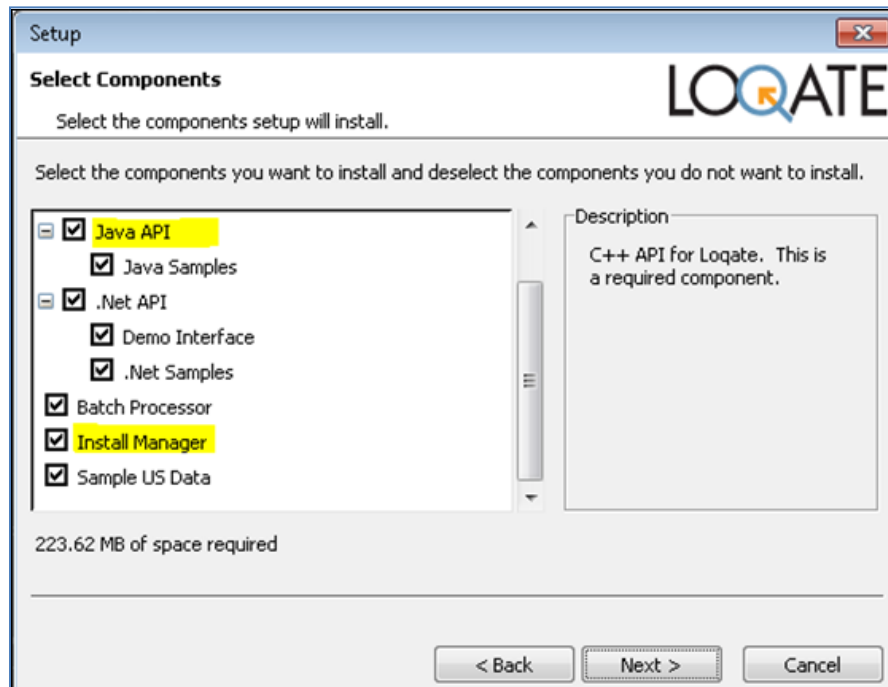 Setup
Select Components
Select the components setup will install.
LOQATE
Select the components you want to install and deselect the components you do not want to install.
Java API
Java Samples
.Net API
Demo Interface
.Net Samples
Batch Processor
Install Manager
Sample US Data
Description
C++ API for Loqate. This is
a required component.
223.62 MB of space required
< Back
Next >
Cancel